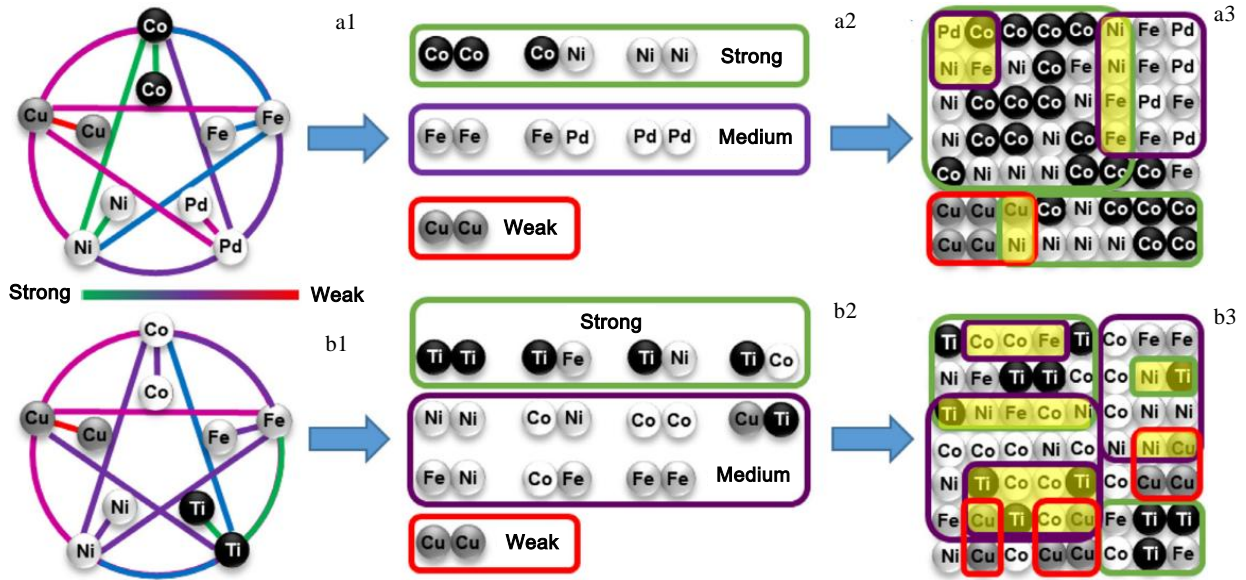 a1
Co
Co
Cu Cu Fe Fe
Ni Pd
Ni Pd
a2
Co Co Co Ni Ni Ni Strong
Fe Fe Fe Pd Pd Pd Medium
Cu Cu Weak
a3
Pd Co Co Co Co Ni Fe Pd
Ni Fe Ni Co Fe Ni Fe Pd
Ni Co Co Co Ni Fe Pd Fe
Ni Co Co Ni Co Fe Fe Pd
Co Ni Ni Ni Co Co Co Fe
Cu Cu Cu Co Ni Co Co Co
Cu Cu Ni Ni Ni Ni Co Co
Strong Weak
b1
Co
Co
Cu Cu Fe Fe
Ni Ti
Ni Ti
b2
Strong
Ti Ti Ti Fe Ti Ni Ti Co
Ni Ni Co Ni Co Co Cu Ti
Fe Ni Co Fe Fe Fe Medium
Cu Cu Weak
b3
Ti Co Co Fe Ti Co Fe Fe
Ni Fe Ti Ti Co Co Ni Ti
Ti Ni Fe Co Ni Co Ni Ni
Co Co Co Ni Co Ni Ni Cu
Ni Ti Co Co Ti Co Cu Cu
Fe Cu Ti Co Cu Fe Ti Ti
Ni Cu Co Cu Cu Co Ti Fe